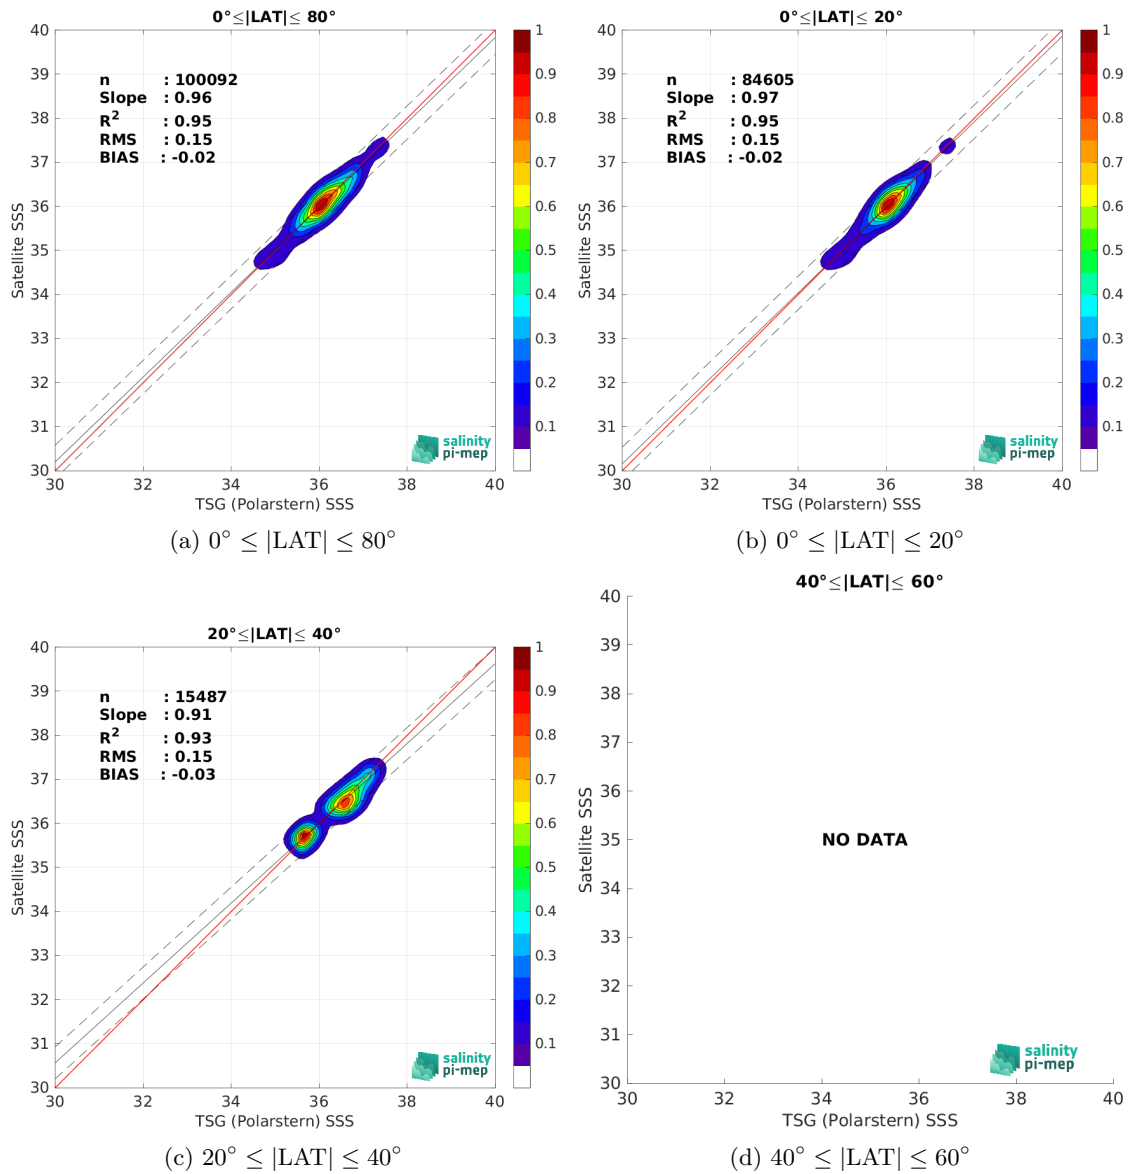 0°≤|LAT|≤ 80°
40
39
38
37
36
35
34
33
32
31
30
Satellite SSS
n : 100092
Slope : 0.96
R2 : 0.95
RMS : 0.15
BIAS : -0.02
salinity
pi-mep
30 32 34 36 38 40
TSG (Polarstern) SSS
1
0.9
0.8
0.7
0.6
0.5
0.4
0.3
0.2
0.1
(a) 0° ≤ |LAT| ≤ 80°
0°≤|LAT|≤ 20°
40
39
38
37
36
35
34
33
32
31
30
Satellite SSS
n : 84605
Slope : 0.97
R2 : 0.95
RMS : 0.15
BIAS : -0.02
salinity
pi-mep
30 32 34 36 38 40
TSG (Polarstern) SSS
1
0.9
0.8
0.7
0.6
0.5
0.4
0.3
0.2
0.1
(b) 0° ≤ |LAT| ≤ 20°
20°≤|LAT|≤ 40°
40
39
38
37
36
35
34
33
32
31
30
Satellite SSS
n : 15487
Slope : 0.91
R2 : 0.93
RMS : 0.15
BIAS : -0.03
salinity
pi-mep
30 32 34 36 38 40
TSG (Polarstern) SSS
1
0.9
0.8
0.7
0.6
0.5
0.4
0.3
0.2
0.1
(c) 20° ≤ |LAT| ≤ 40°
40°≤|LAT|≤ 60°
40
39
38
37
36
35
34
33
32
31
30
Satellite SSS
NO DATA
salinity
pi-mep
30 32 34 36 38 40
TSG (Polarstern) SSS
(d) 40° ≤ |LAT| ≤ 60°